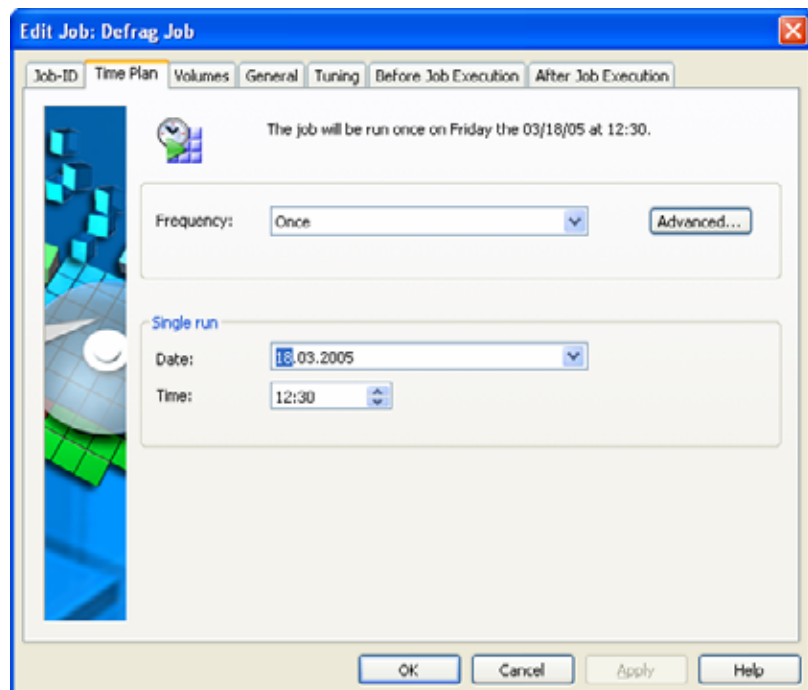 Edit Job: Defrag Job
Job-ID Time Plan Volumes General Tuning Before Job Execution After Job Execution
The job will be run once on Friday the 03/18/05 at 12:30.
Frequency: Once Advanced...
Single run
Date: 18.03.2005
Time: 12:30
OK Cancel Apply Help